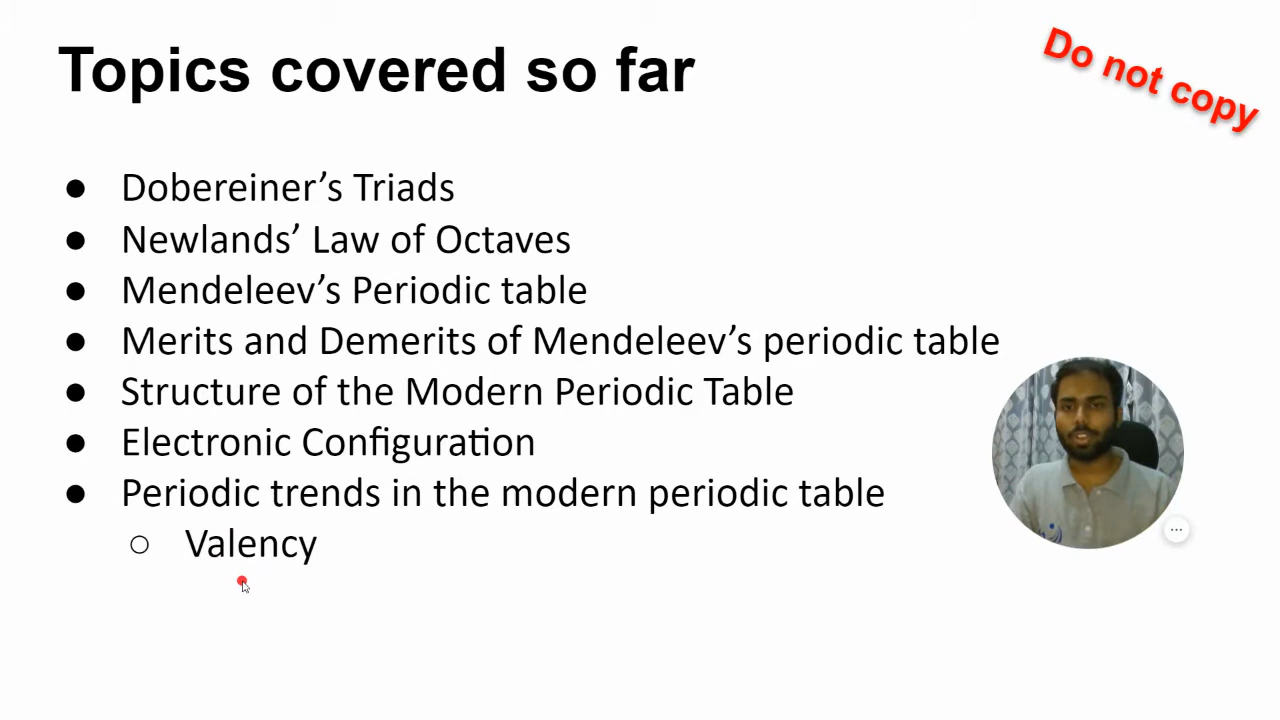 Topics covered so far
Do not copy
● Dobereiner’s Triads
● Newlands’ Law of Octaves
● Mendeleev’s Periodic table
● Merits and Demerits of Mendeleev’s periodic table
● Structure of the Modern Periodic Table
● Electronic Configuration
● Periodic trends in the modern periodic table
○ Valency